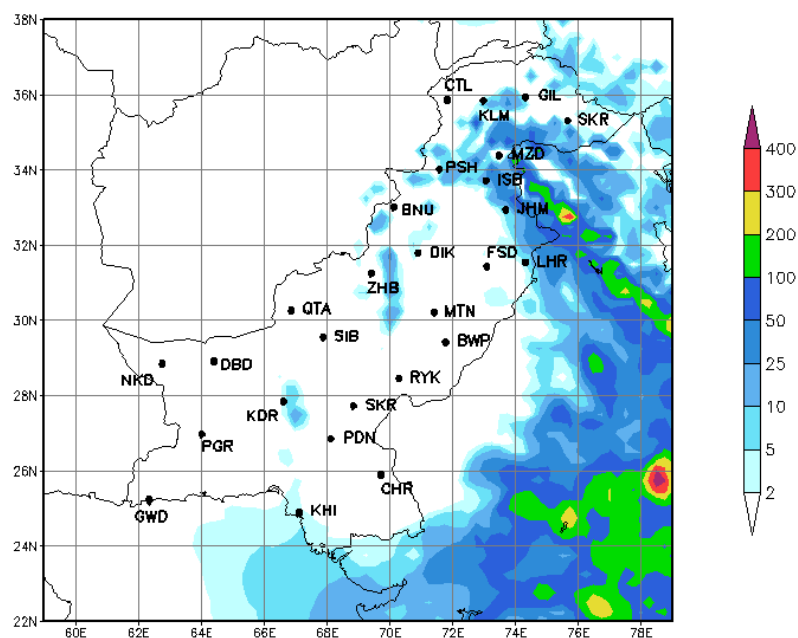 38N
CTL
36N
GIL
KLM
SKR
400
MZD
34N
PSH
ISB
300
BNU
JHM
200
32N
DIK
FSD
LHR
ZHB
100
30N
QTA
MTN
50
SIB
BWP
NKD
DBD
RYK
25
28N
KDR
SKR
10
PGR
PDN
5
26N
CHR
2
GWD
KHI
24N
22N
60E
64E
66E
68E
70E
72E
74E
76E
78E